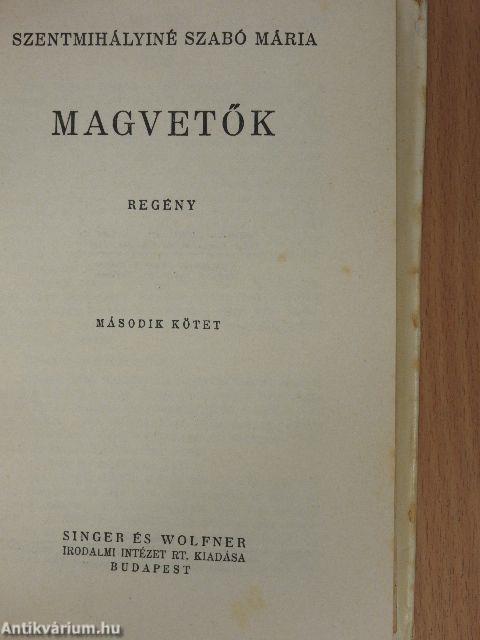 SZENTMIHÁLYINÉ SZABÓ MÁRIA
MAGVETŐK
REGÉNY
MÁSODIK KÖTET
SINGER ÉS WOLFNER
IRODALMI INTÉZET RT. KIADÁSA
BUDAPEST
Antikvárium.hu